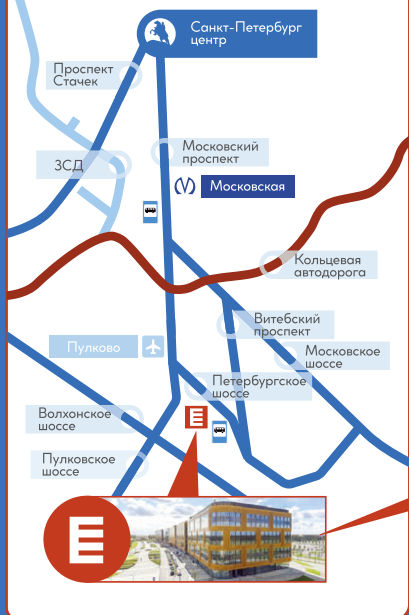 Санкт-Петербург
центр
Проспект
Стачек
Московский
проспект
ЗСД
Московская
Кольцевая
автодорога
Витебский
проспект
Пулково
Московское
шоссе
Петербургское
шоссе
Волхонское
шоссе
Е
Пулковское
шоссе
Е